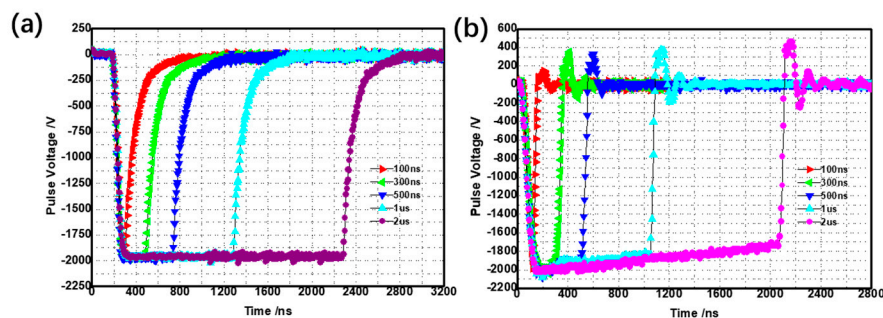 (a)
Pulse Voltage /V
250
0
-250
-500
-750
-1000
-1250
-1500
-1750
-2000
-2250
100ns
300ns
500ns
1us
2us
0 400 800 1200 1600 2000 2400 2800 3200
Time /ns
(b)
Pulse Voltage /V
600
400
200
0
-200
-400
-600
-800
-1000
-1200
-1400
-1600
-1800
-2000
-2200
100ns
300ns
500ns
1us
2us
0 400 800 1200 1600 2000 2400 2800
Time /ns